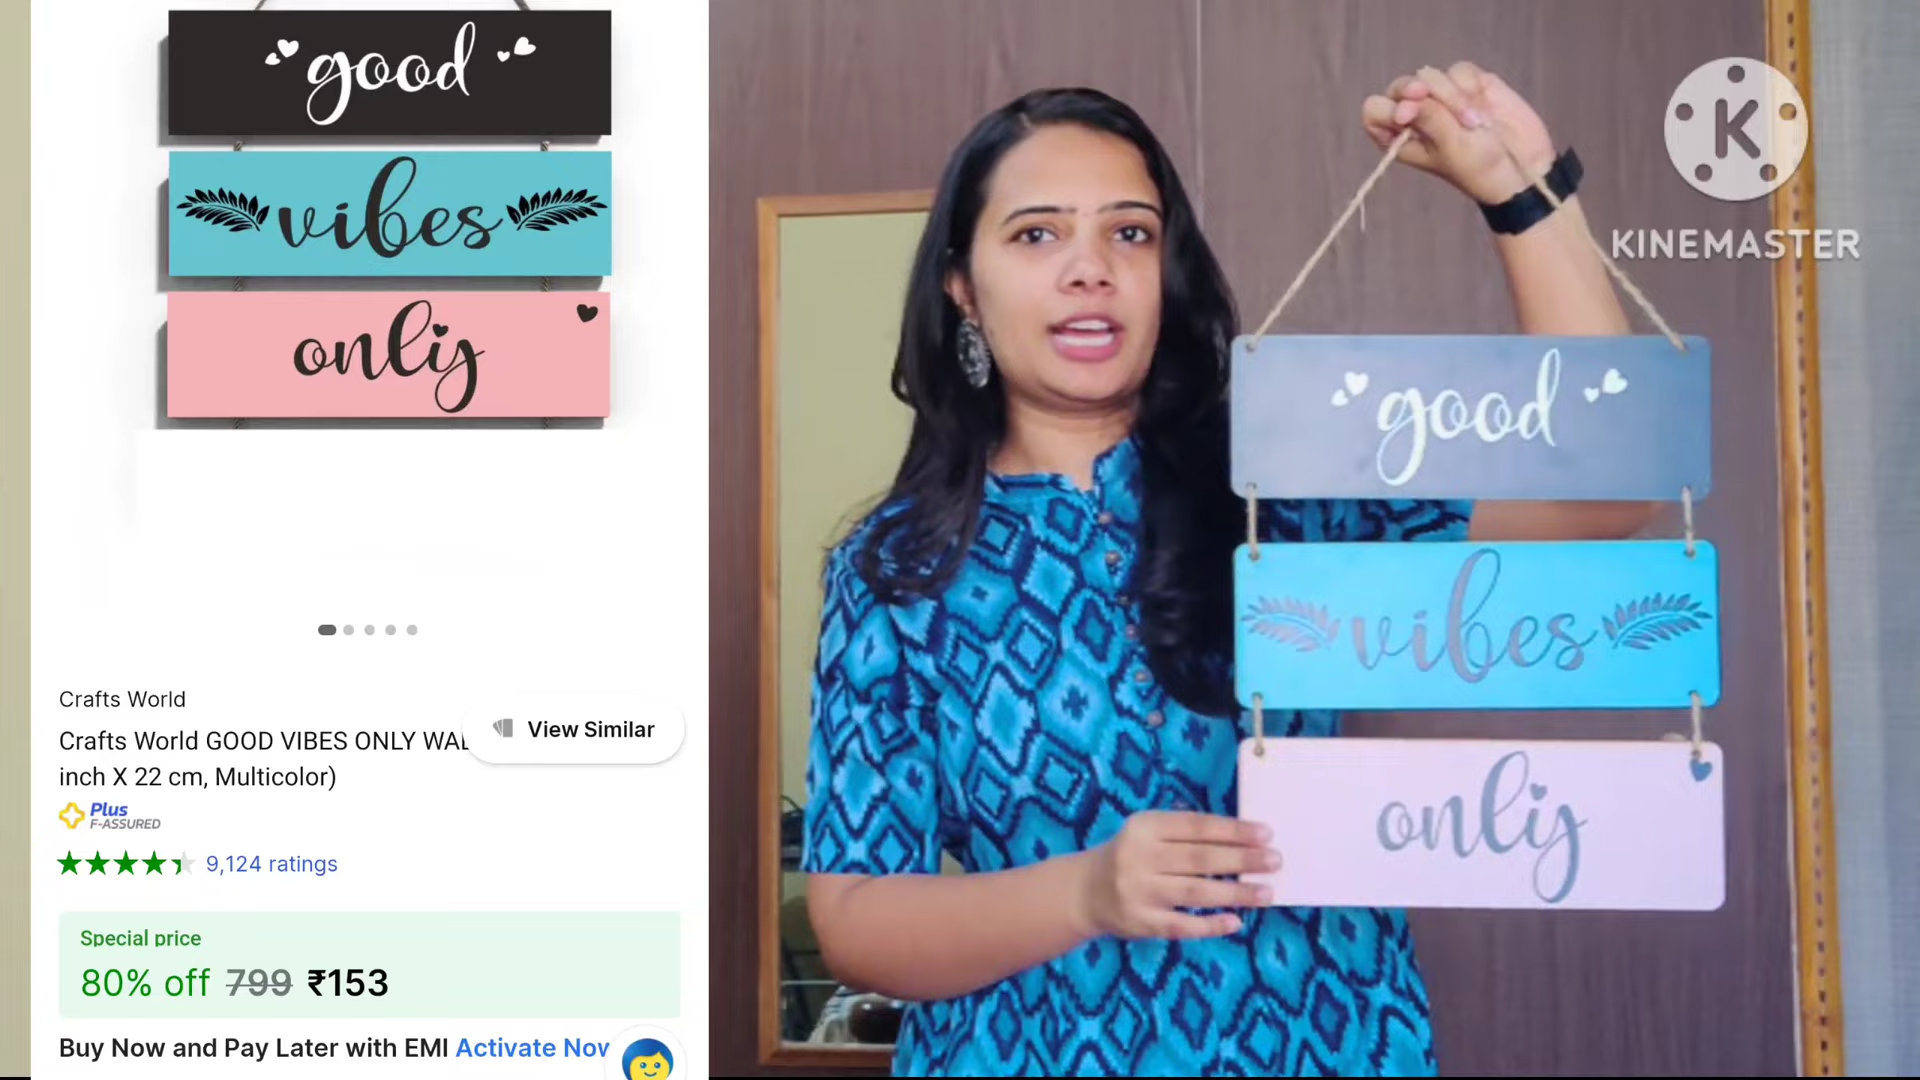 good
vibes
only
Crafts World
Crafts World GOOD VIBES ONLY
inch X 22 cm, Multicolor)
View Similar
Plus
F-ASSURED
9,124 ratings
Special price
80% off 799 ₹153
Buy Now and Pay Later with EMI Activate
K
KINEMASTER
good
vibes
only